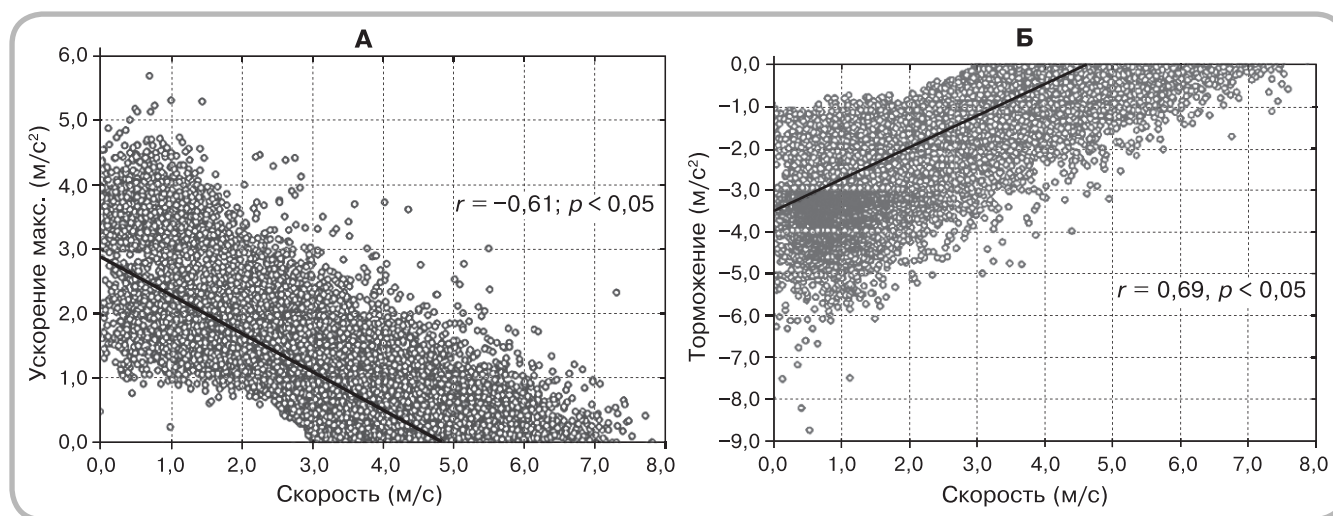 А
6,0
5,0
4,0
3,0
2,0
1,0
0,0
Ускорение макс. (м/с²)
r = −0,61; p < 0,05
0,0 1,0 2,0 3,0 4,0 5,0 6,0 7,0 8,0
Скорость (м/с)
Б
0,0
−1,0
−2,0
−3,0
−4,0
−5,0
−6,0
−7,0
−8,0
−9,0
Торможение (м/с²)
r = 0,69, p < 0,05
0,0 1,0 2,0 3,0 4,0 5,0 6,0 7,0 8,0
Скорость (м/с)